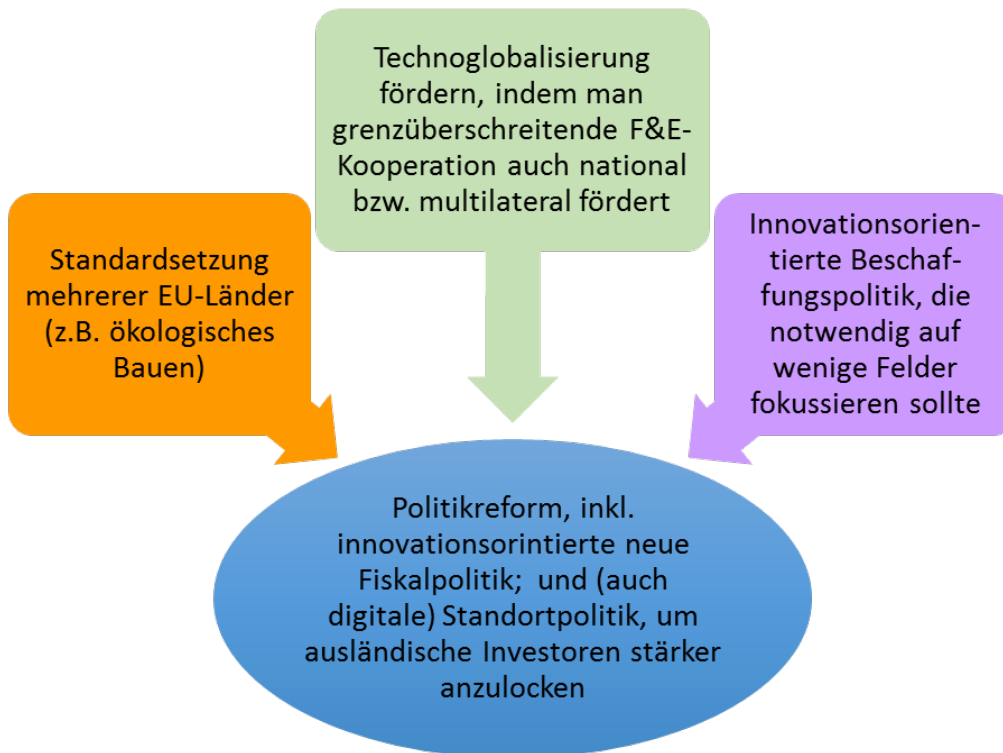 Technoglobalisierung
fördern, indem man
grenzüberschreitende F&E-
Kooperation auch national
bzw. multilateral fördert
Standardsetzung
mehrerer EU-Länder
(z.B. ökologisches
Bauen)
Innovationsorien-
tierte Beschaf-
fungspolitik, die
notwendig auf
wenige Felder
fokussieren sollte
Politikreform, inkl.
innovationsorintierte neue
Fiskalpolitik;  und (auch
digitale) Standortpolitik, um
ausländische Investoren stärker
anzulocken